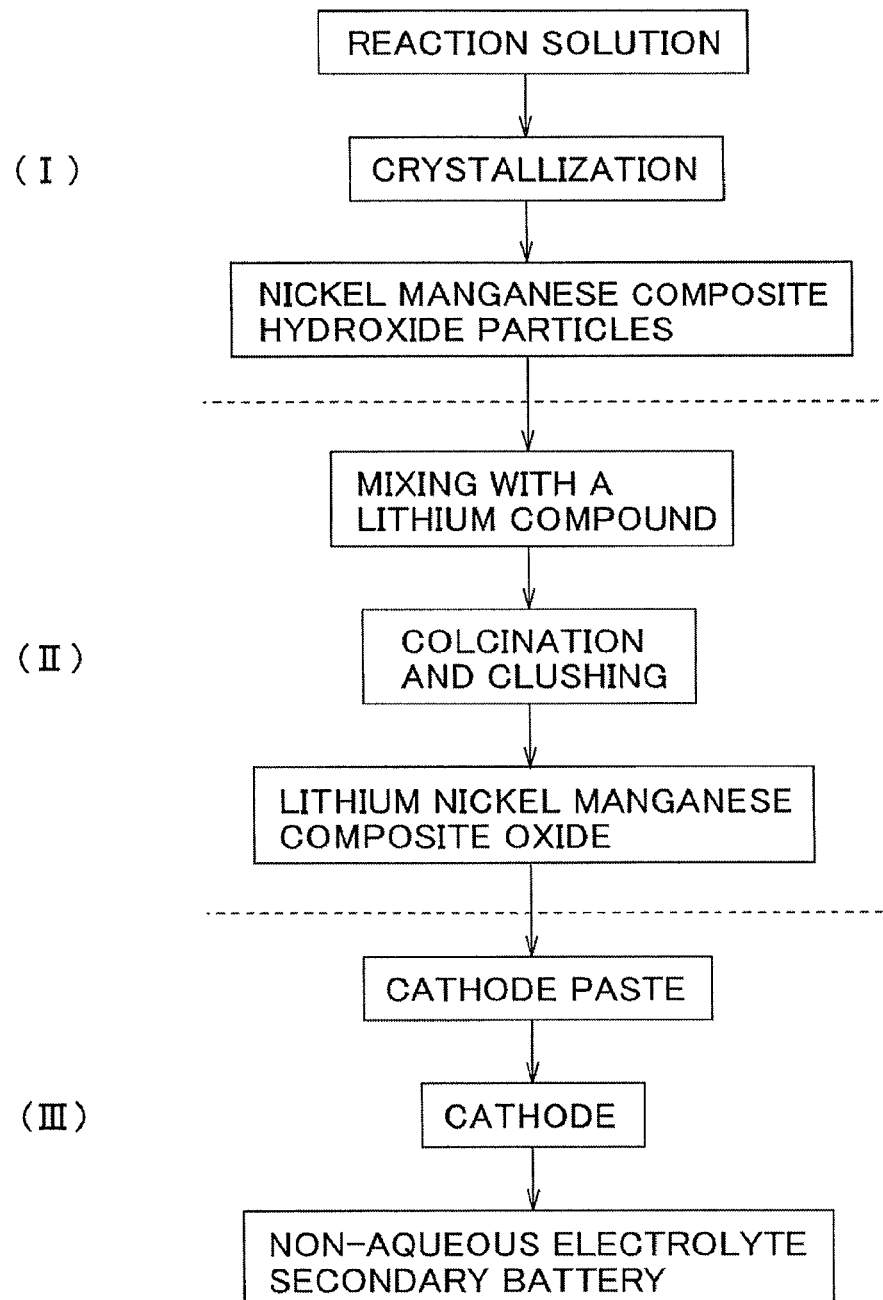 REACTION SOLUTION
(Ⅰ)
CRYSTALLIZATION
NICKEL MANGANESE COMPOSITE
HYDROXIDE PARTICLES
MIXING WITH A
LITHIUM COMPOUND
(Ⅱ)
COLCINATION
AND CLUSHING
LITHIUM NICKEL MANGANESE
COMPOSITE OXIDE
CATHODE PASTE
(Ⅲ)
CATHODE
NON-AQUEOUS ELECTROLYTE
SECONDARY BATTERY